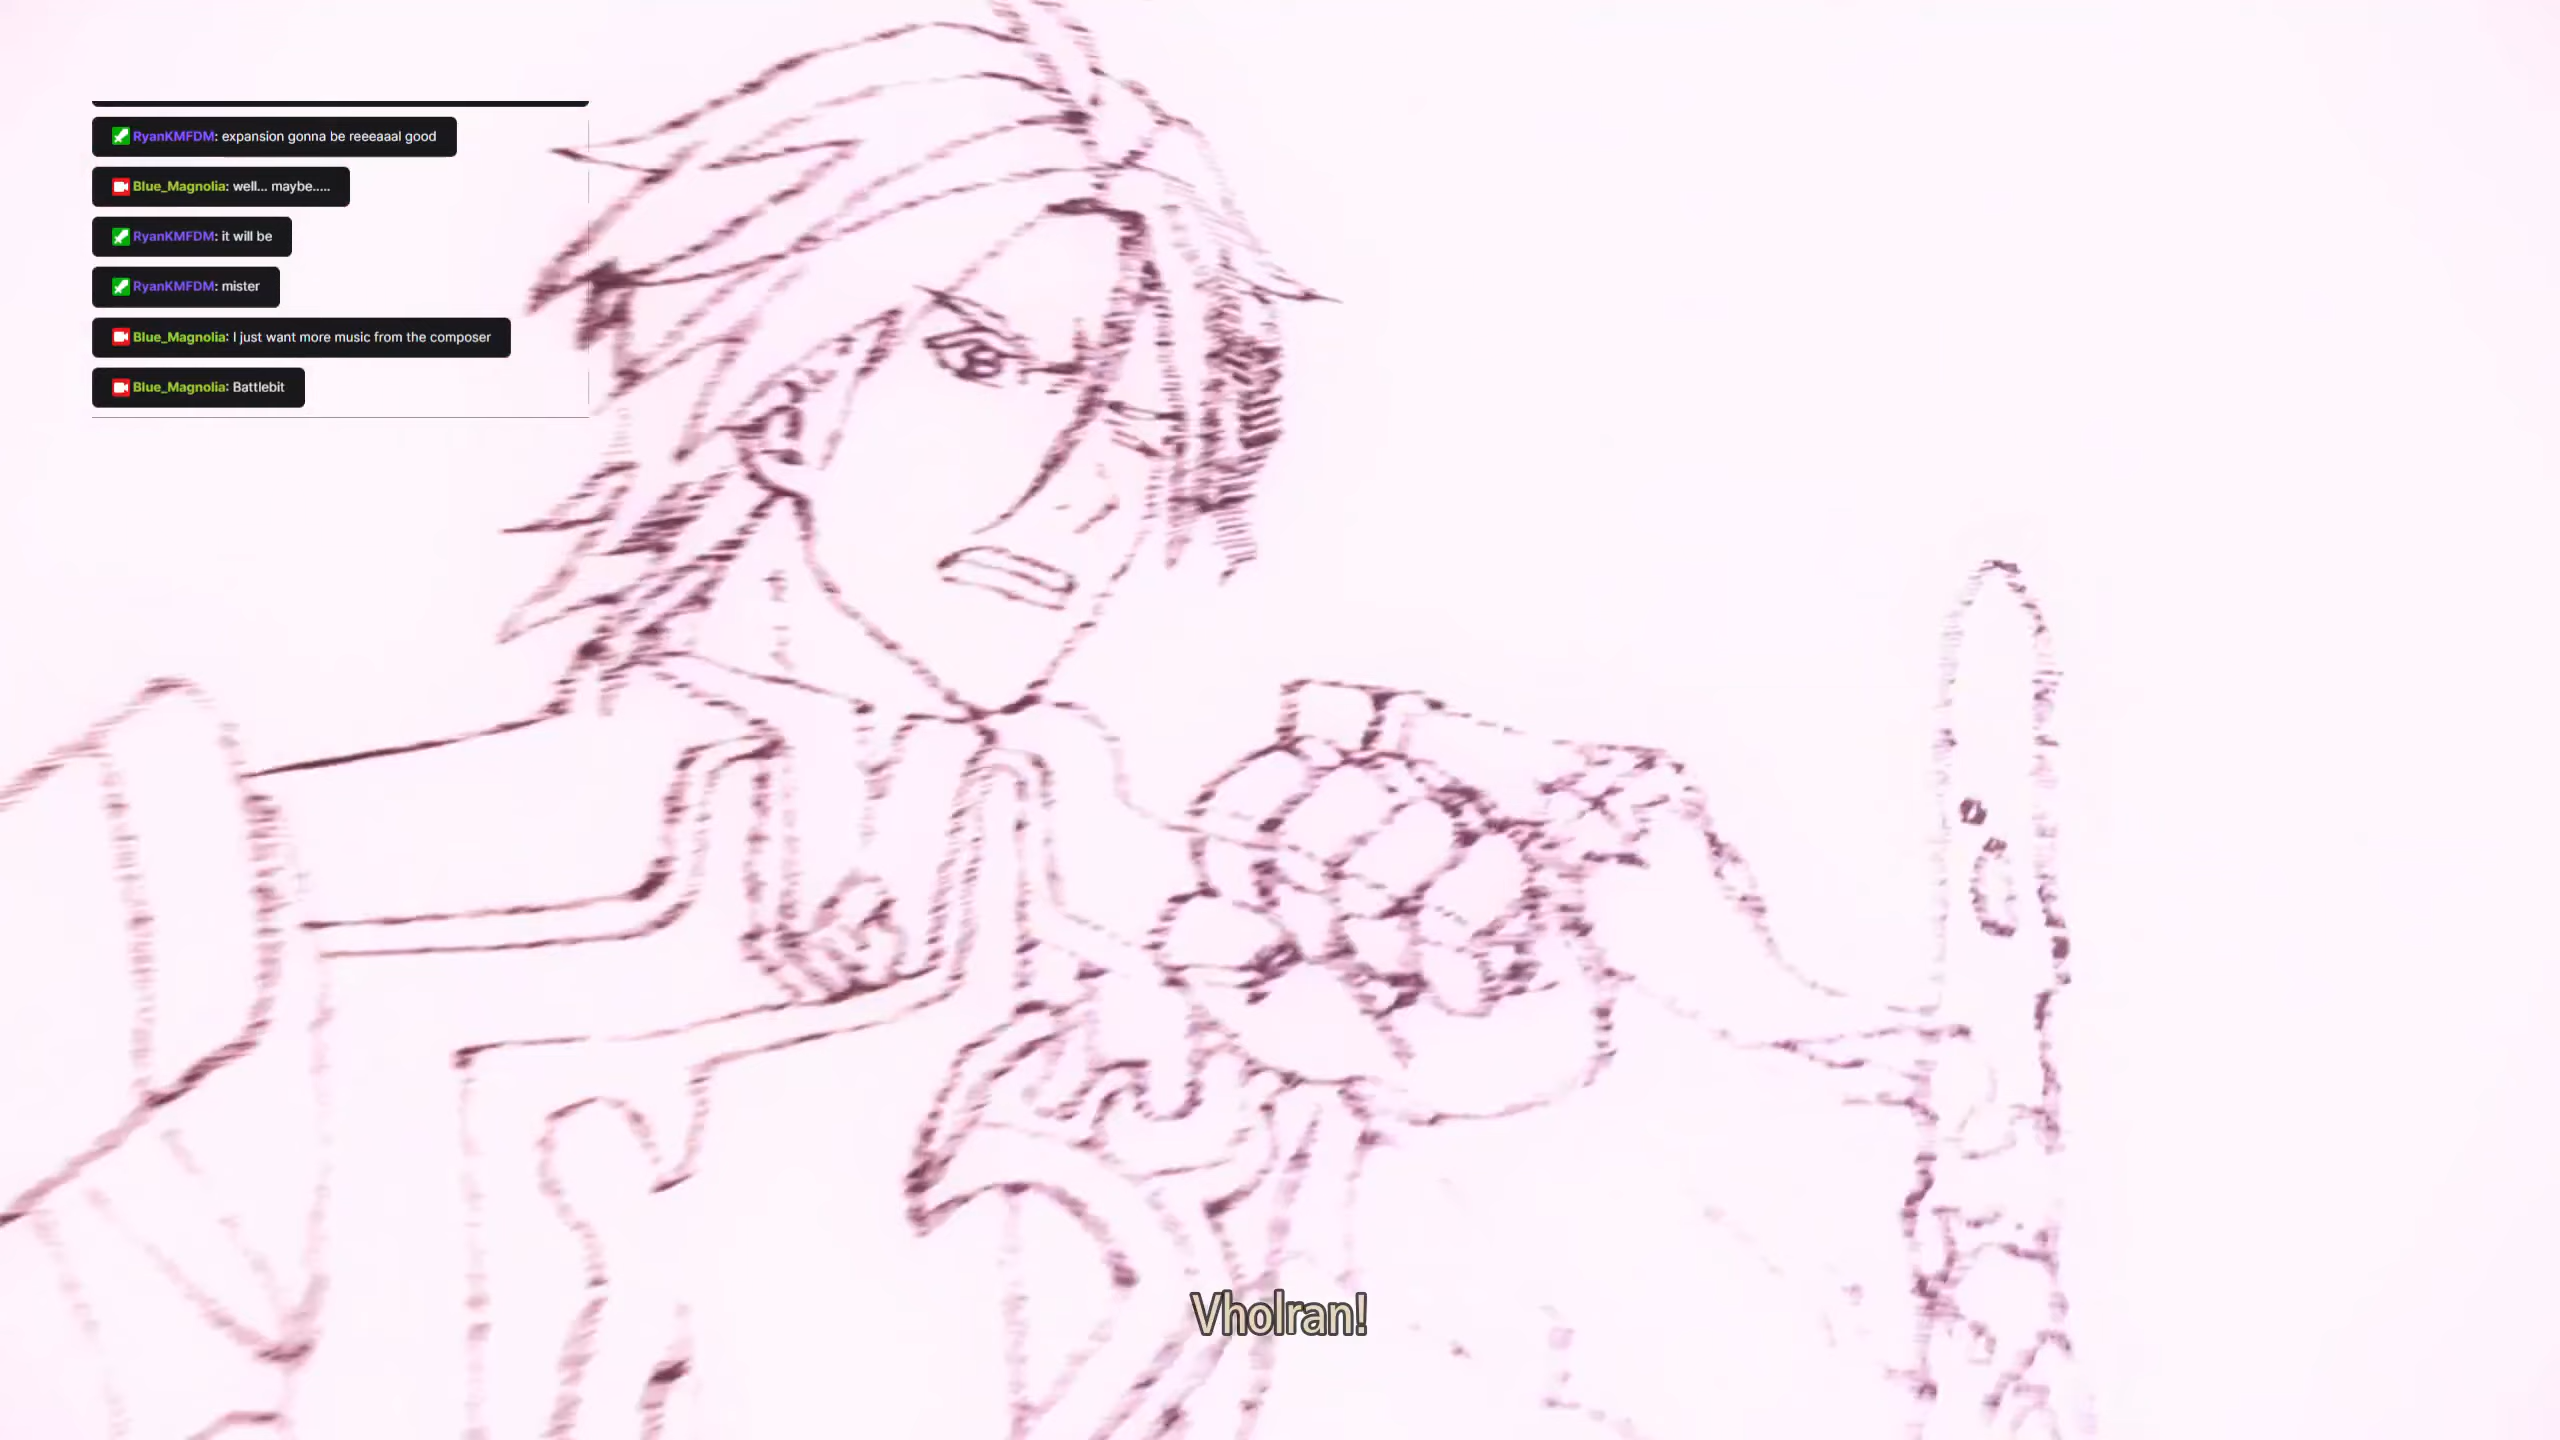 RyanKMFDM: expansion gonna be reeeaaal good
Blue_Magnolia: well... maybe.....
RyanKMFDM: it will be
RyanKMFDM: mister
Blue_Magnolia: I just want more music from the composer
Blue_Magnolia: Battlebit
Vholran!